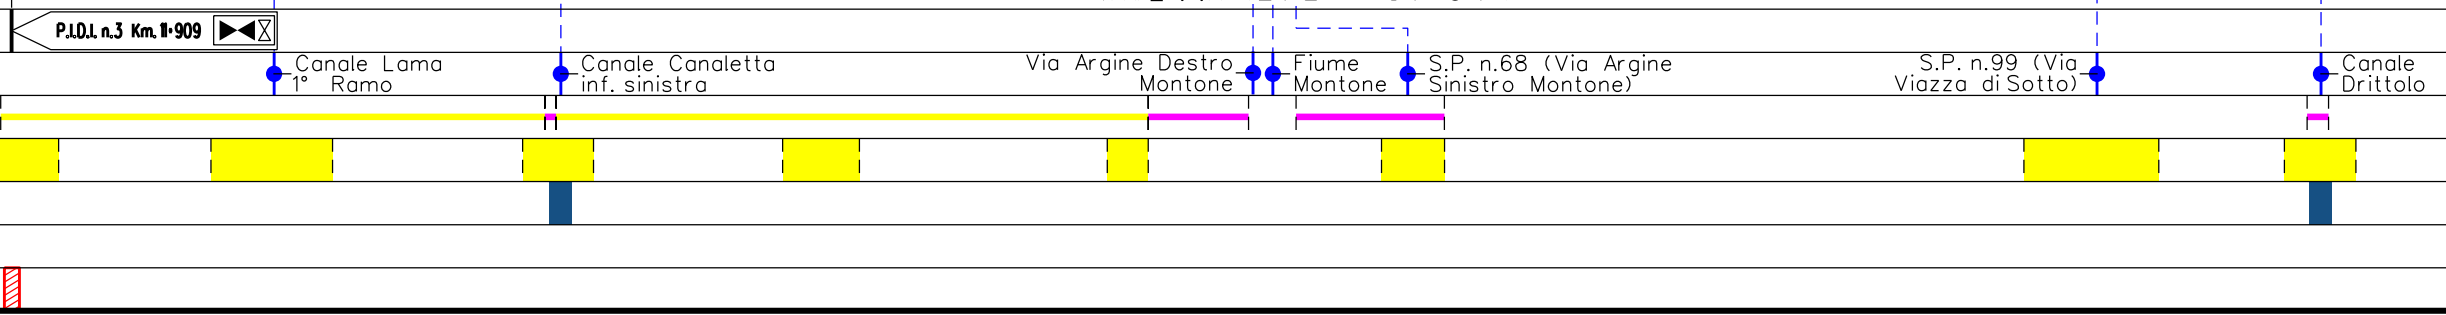 P.I.D.I. n.3 Km. 11+909
Canale Lama
1° Ramo
Canale Canaletta
inf. sinistra
Via Argine Destro
Montone
Fiume
Montone
S.P. n.68 (Via Argine
Sinistro Montone)
S.P. n.99 (Via
Viazza di Sotto)
Canale
Drittolo